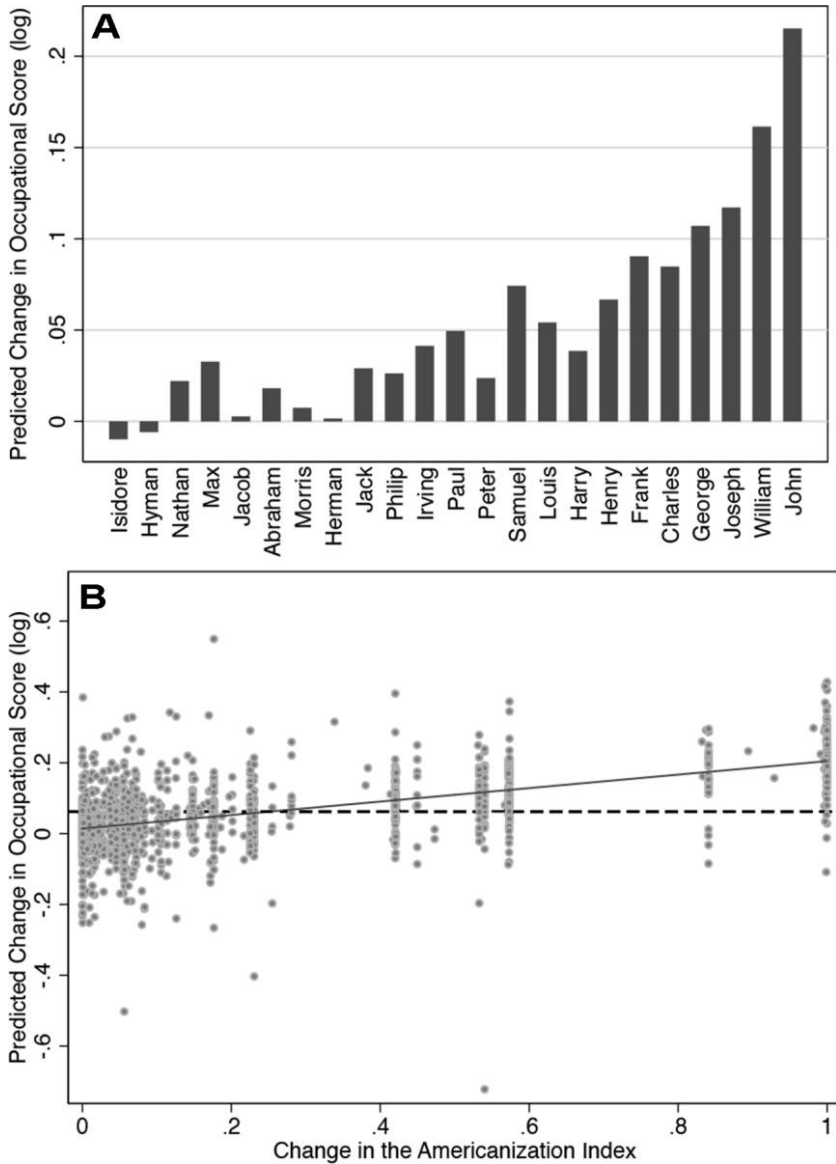 A
Predicted Change in Occupational Score (log)
.2
.15
.1
.05
0
Isidore
Hyman
Nathan
Max
Jacob
Abraham
Morris
Herman
Jack
Philip
Irving
Paul
Peter
Samuel
Louis
Harry
Henry
Frank
Charles
George
Joseph
William
John
B
Predicted Change in Occupational Score (log)
.6
.4
.2
0
-.2
-.4
-.6
0 .2 .4 .6 .8 1
Change in the Americanization Index